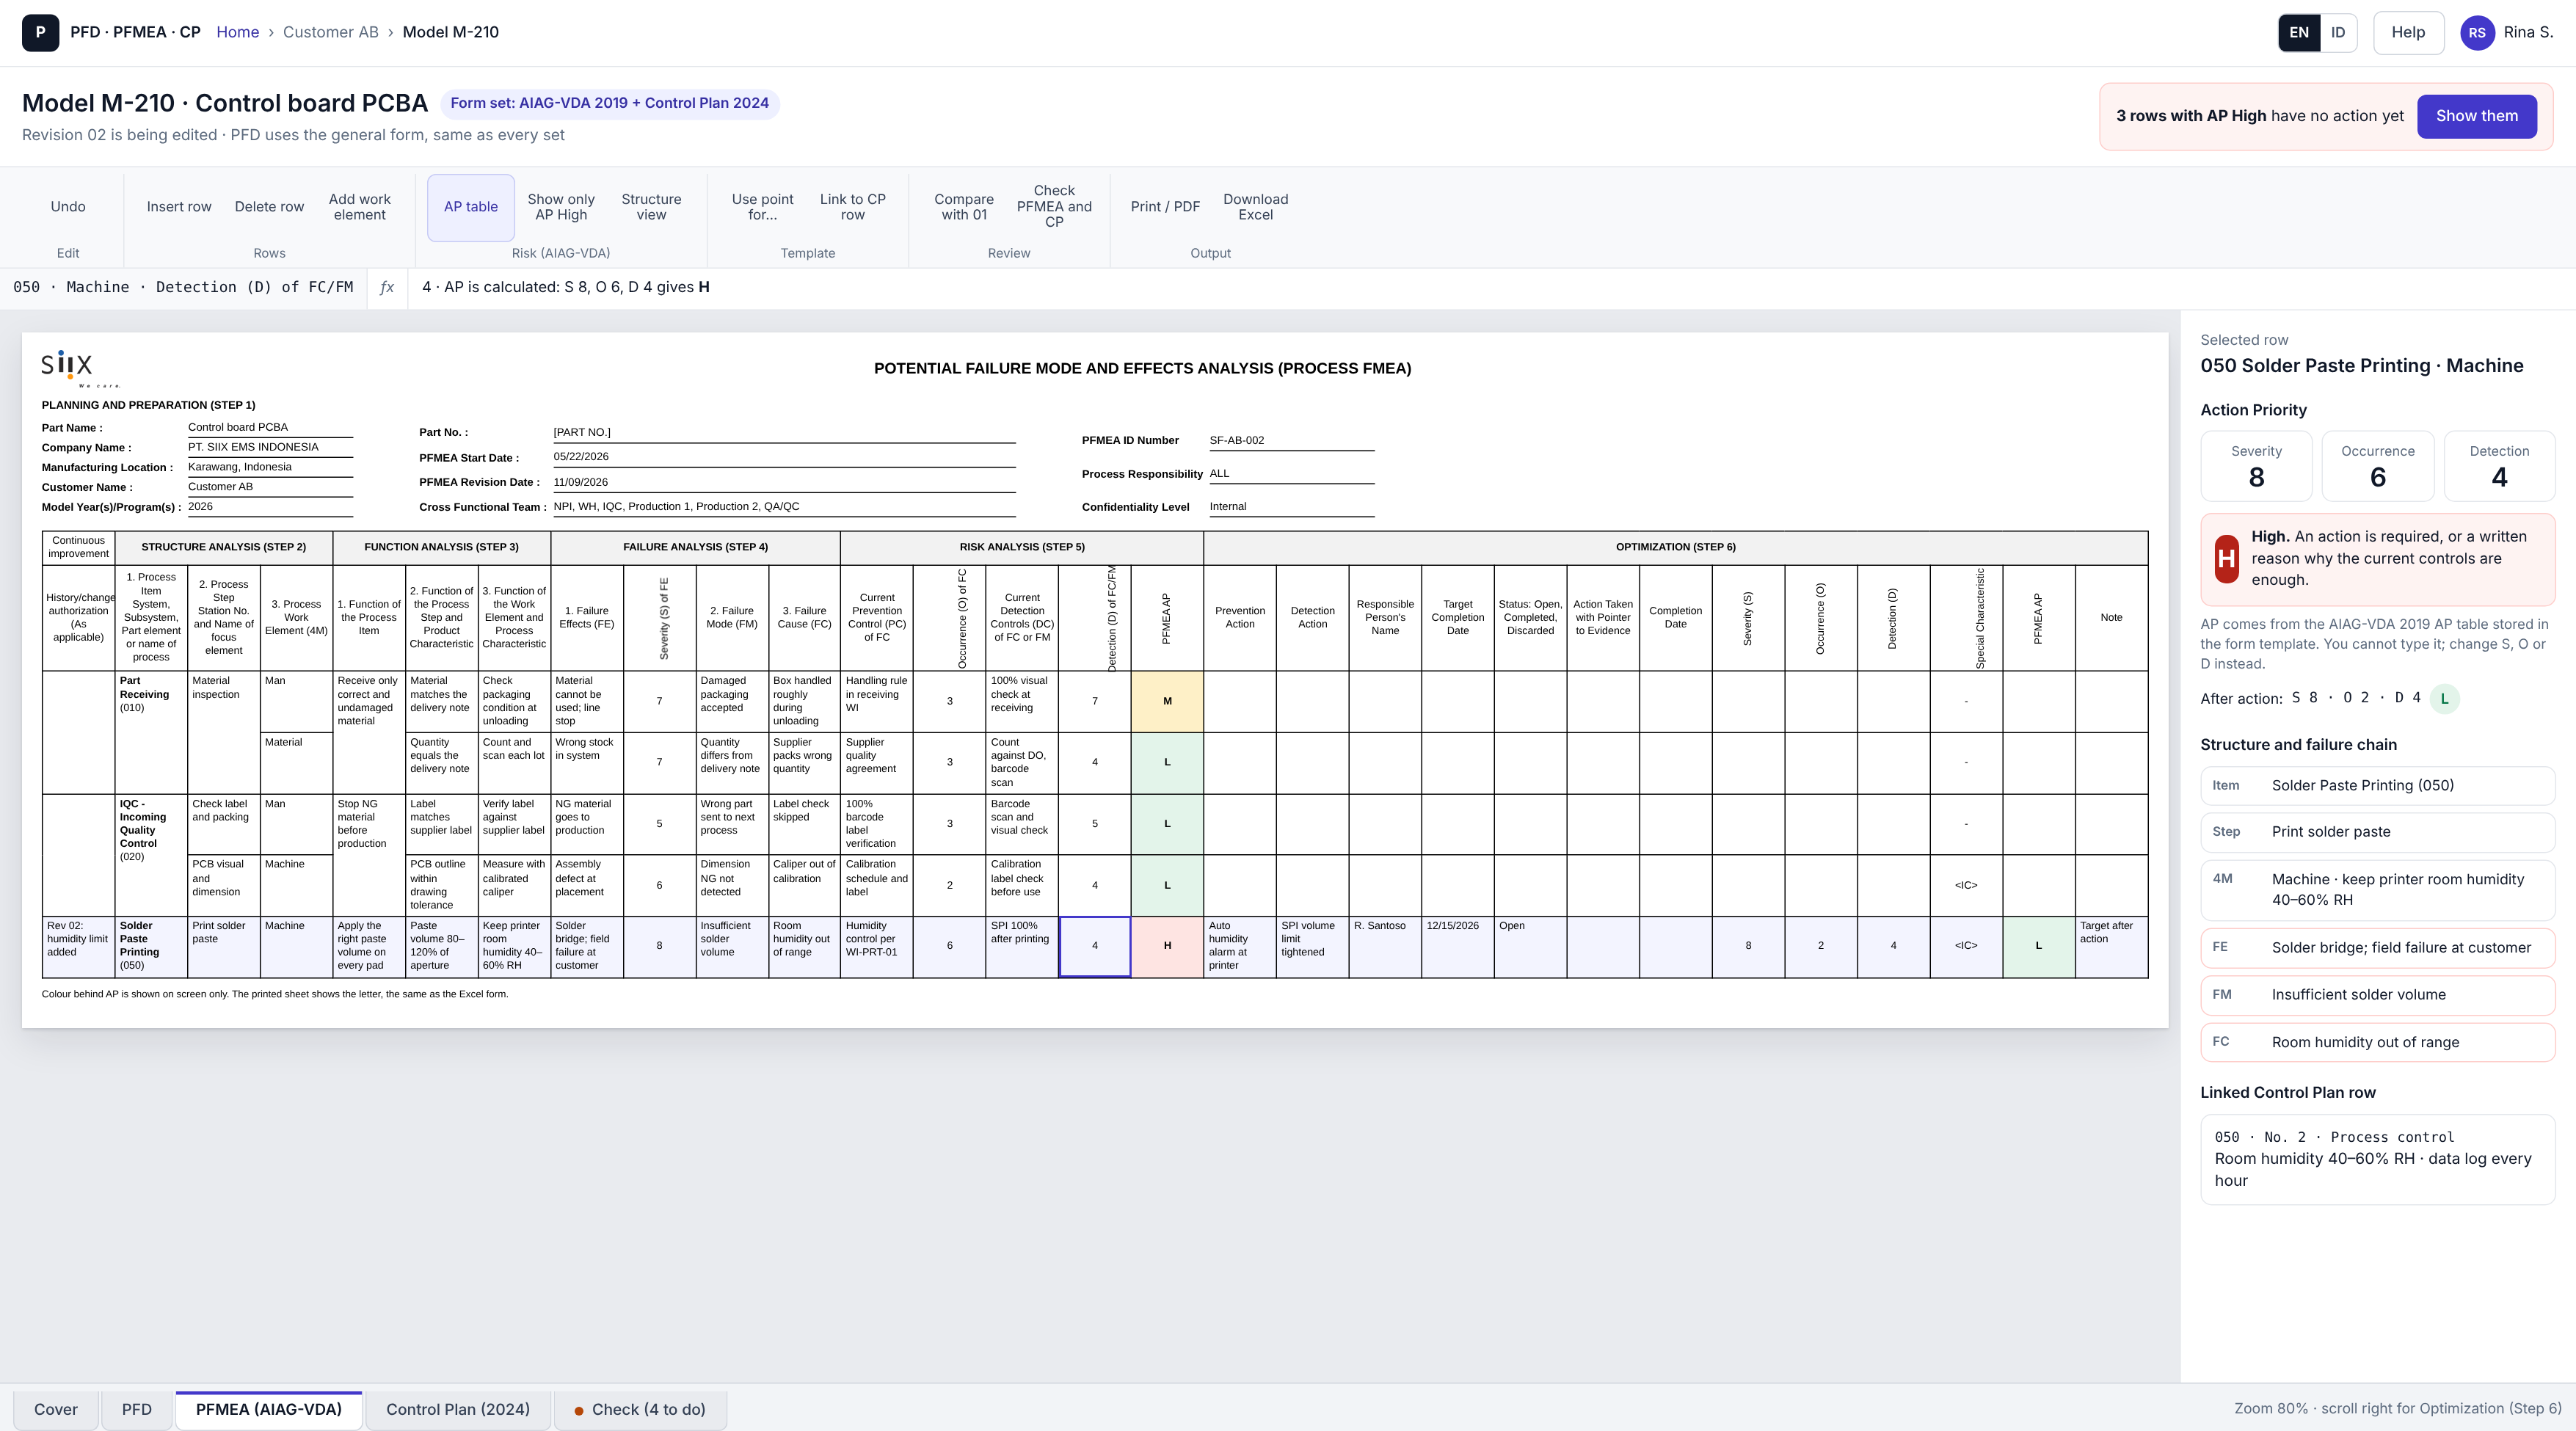 P PFD · PFMEA · CP Home › Customer AB › Model M-210 EN ID Help RS Rina S.
Model M-210 · Control board PCBA Form set: AIAG-VDA 2019 + Control Plan 2024
Revision 02 is being edited · PFD uses the general form, same as every set
3 rows with AP High have no action yet Show them
Undo
Edit
Insert row Delete row Add work element
Rows
AP table Show only AP High Structure view
Risk (AIAG-VDA)
Use point for... Link to CP row
Template
Compare with 01 Check PFMEA and CP
Review
Print / PDF Download Excel
Output
050 · Machine · Detection (D) of FC/FM fx 4 · AP is calculated: S 8, O 6, D 4 gives H
SiiX
We care.
POTENTIAL FAILURE MODE AND EFFECTS ANALYSIS (PROCESS FMEA)
PLANNING AND PREPARATION (STEP 1)
Part Name : Control board PCBA
Company Name : PT. SIIX EMS INDONESIA
Manufacturing Location : Karawang, Indonesia
Customer Name : Customer AB
Model Year(s)/Program(s) : 2026
Part No. : [PART NO.]
PFMEA Start Date : 05/22/2026
PFMEA Revision Date : 11/09/2026
Cross Functional Team : NPI, WH, IQC, Production 1, Production 2, QA/QC
PFMEA ID Number SF-AB-002
Process Responsibility ALL
Confidentiality Level Internal
Continuous improvement STRUCTURE ANALYSIS (STEP 2) FUNCTION ANALYSIS (STEP 3) FAILURE ANALYSIS (STEP 4) RISK ANALYSIS (STEP 5) OPTIMIZATION (STEP 6)
History/change authorization (As applicable)
1. Process Item System, Subsystem, Part element or name of process
2. Process Step Station No. and Name of focus element
3. Process Work Element (4M)
1. Function of the Process Item
2. Function of the Process Step and Product Characteristic
3. Function of the Work Element and Process Characteristic
1. Failure Effects (FE)
Severity (S) of FE
2. Failure Mode (FM)
3. Failure Cause (FC)
Current Prevention Control (PC) of FC
Occurrence (O) of FC
Current Detection Controls (DC) of FC or FM
Detection (D) of FC/FM
PFMEA AP
Prevention Action
Detection Action
Responsible Person's Name
Target Completion Date
Status: Open, Completed, Discarded
Action Taken with Pointer to Evidence
Completion Date
Severity (S)
Occurrence (O)
Detection (D)
Special Characteristic
PFMEA AP
Note
Part Receiving (010) Material inspection Man Receive only correct and undamaged material Material matches the delivery note Check packaging condition at unloading Material cannot be used; line stop 7 Damaged packaging accepted Box handled roughly during unloading Handling rule in receiving WI 3 100% visual check at receiving 7 M -
Material Quantity equals the delivery note Count and scan each lot Wrong stock in system 7 Quantity differs from delivery note Supplier packs wrong quantity Supplier quality agreement 3 Count against DO, barcode scan 4 L -
IQC - Incoming Quality Control (020) Check label and packing Man Stop NG material before production Label matches supplier label Verify label against supplier label NG material goes to production 5 Wrong part sent to next process Label check skipped 100% barcode label verification 3 Barcode scan and visual check 5 L -
PCB visual and dimension Machine PCB outline within drawing tolerance Measure with calibrated caliper Assembly defect at placement 6 Dimension NG not detected Caliper out of calibration Calibration schedule and label 2 Calibration label check before use 4 L <IC>
Rev 02: humidity limit added Solder Paste Printing (050) Print solder paste Machine Apply the right paste volume on every pad Paste volume 80–120% of aperture Keep printer room humidity 40–60% RH Solder bridge; field failure at customer 8 Insufficient solder volume Room humidity out of range Humidity control per WI-PRT-01 6 SPI 100% after printing 4 H Auto humidity alarm at printer SPI volume limit tightened R. Santoso 12/15/2026 Open 8 2 4 <IC> L Target after action
Colour behind AP is shown on screen only. The printed sheet shows the letter, the same as the Excel form.
Selected row
050 Solder Paste Printing · Machine
Action Priority
Severity Occurrence Detection
8 6 4
H High. An action is required, or a written
reason why the current controls are
enough.
AP comes from the AIAG-VDA 2019 AP table stored in
the form template. You cannot type it; change S, O or
D instead.
After action: S 8 · O 2 · D 4 L
Structure and failure chain
Item Solder Paste Printing (050)
Step Print solder paste
4M Machine · keep printer room humidity
40–60% RH
FE Solder bridge; field failure at customer
FM Insufficient solder volume
FC Room humidity out of range
Linked Control Plan row
050 · No. 2 · Process control
Room humidity 40–60% RH · data log every
hour
Cover PFD PFMEA (AIAG-VDA) Control Plan (2024) Check (4 to do) Zoom 80% · scroll right for Optimization (Step 6)